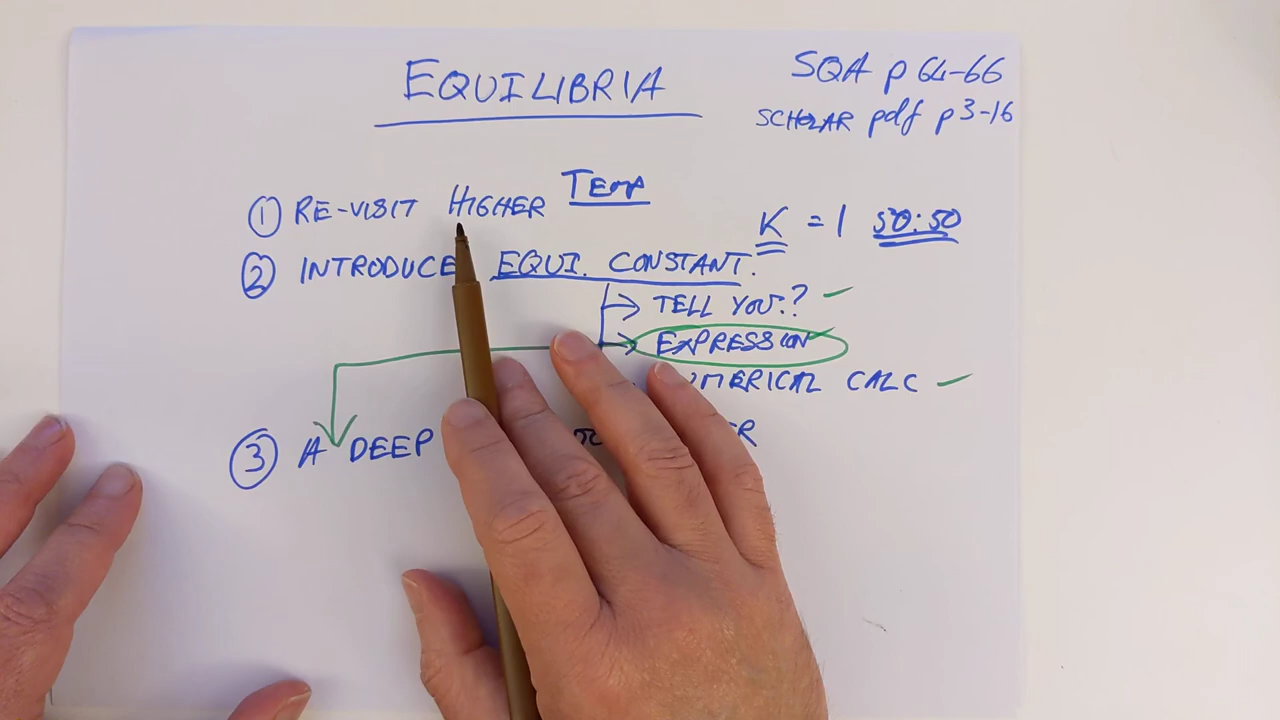 EQUILIBRIA
SQA p 64-66
SCHOLAR pdf p 3-16
① RE-VISIT HIGHER TEMP
K = 1 50:50
② INTRODUCE EQUI. CONSTANT.
TELL YOU.?
EXPRESSION
CALC
③ A DEEP